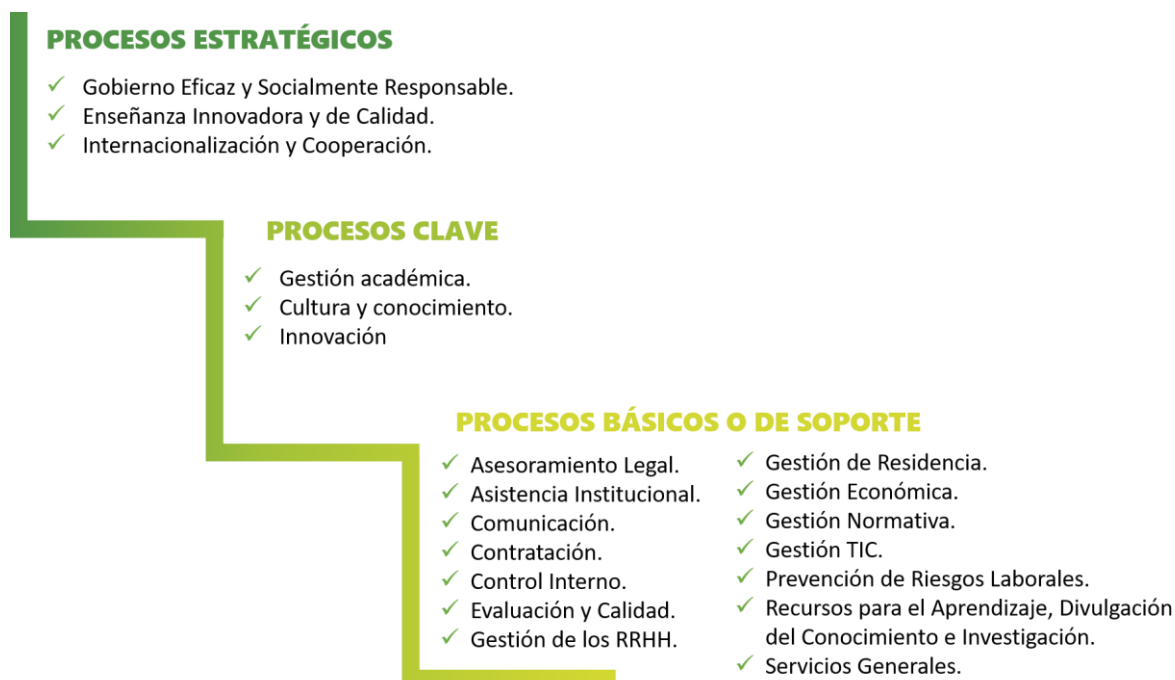 PROCESOS ESTRATÉGICOS
Gobierno Eficaz y Socialmente Responsable.
Enseñanza Innovadora y de Calidad.
Internacionalización y Cooperación.
PROCESOS CLAVE
Gestión académica.
Cultura y conocimiento.
Innovación
PROCESOS BÁSICOS O DE SOPORTE
Asesoramiento Legal.
Asistencia Institucional.
Comunicación.
Contratación.
Control Interno.
Evaluación y Calidad.
Gestión de los RRHH.
Gestión de Residencia.
Gestión Económica.
Gestión Normativa.
Gestión TIC.
Prevención de Riesgos Laborales.
Recursos para el Aprendizaje, Divulgación
del Conocimiento e Investigación.
Servicios Generales.